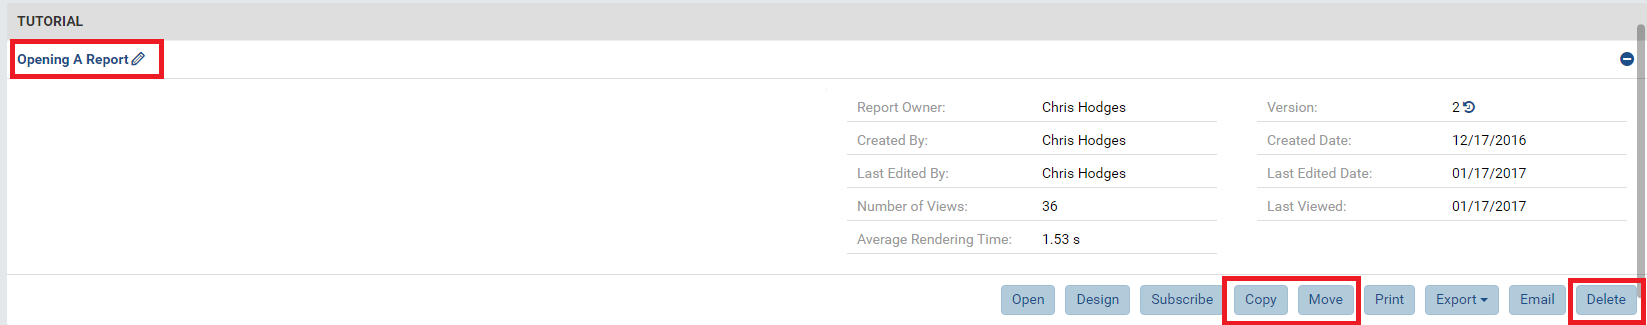 TUTORIAL
Opening A Report
Report Owner: Chris Hodges Version: 2
Created By: Chris Hodges Created Date: 12/17/2016
Last Edited By: Chris Hodges Last Edited Date: 01/17/2017
Number of Views: 36 Last Viewed: 01/17/2017
Average Rendering Time: 1.53 s
Open Design Subscribe Copy Move Print Export Email Delete